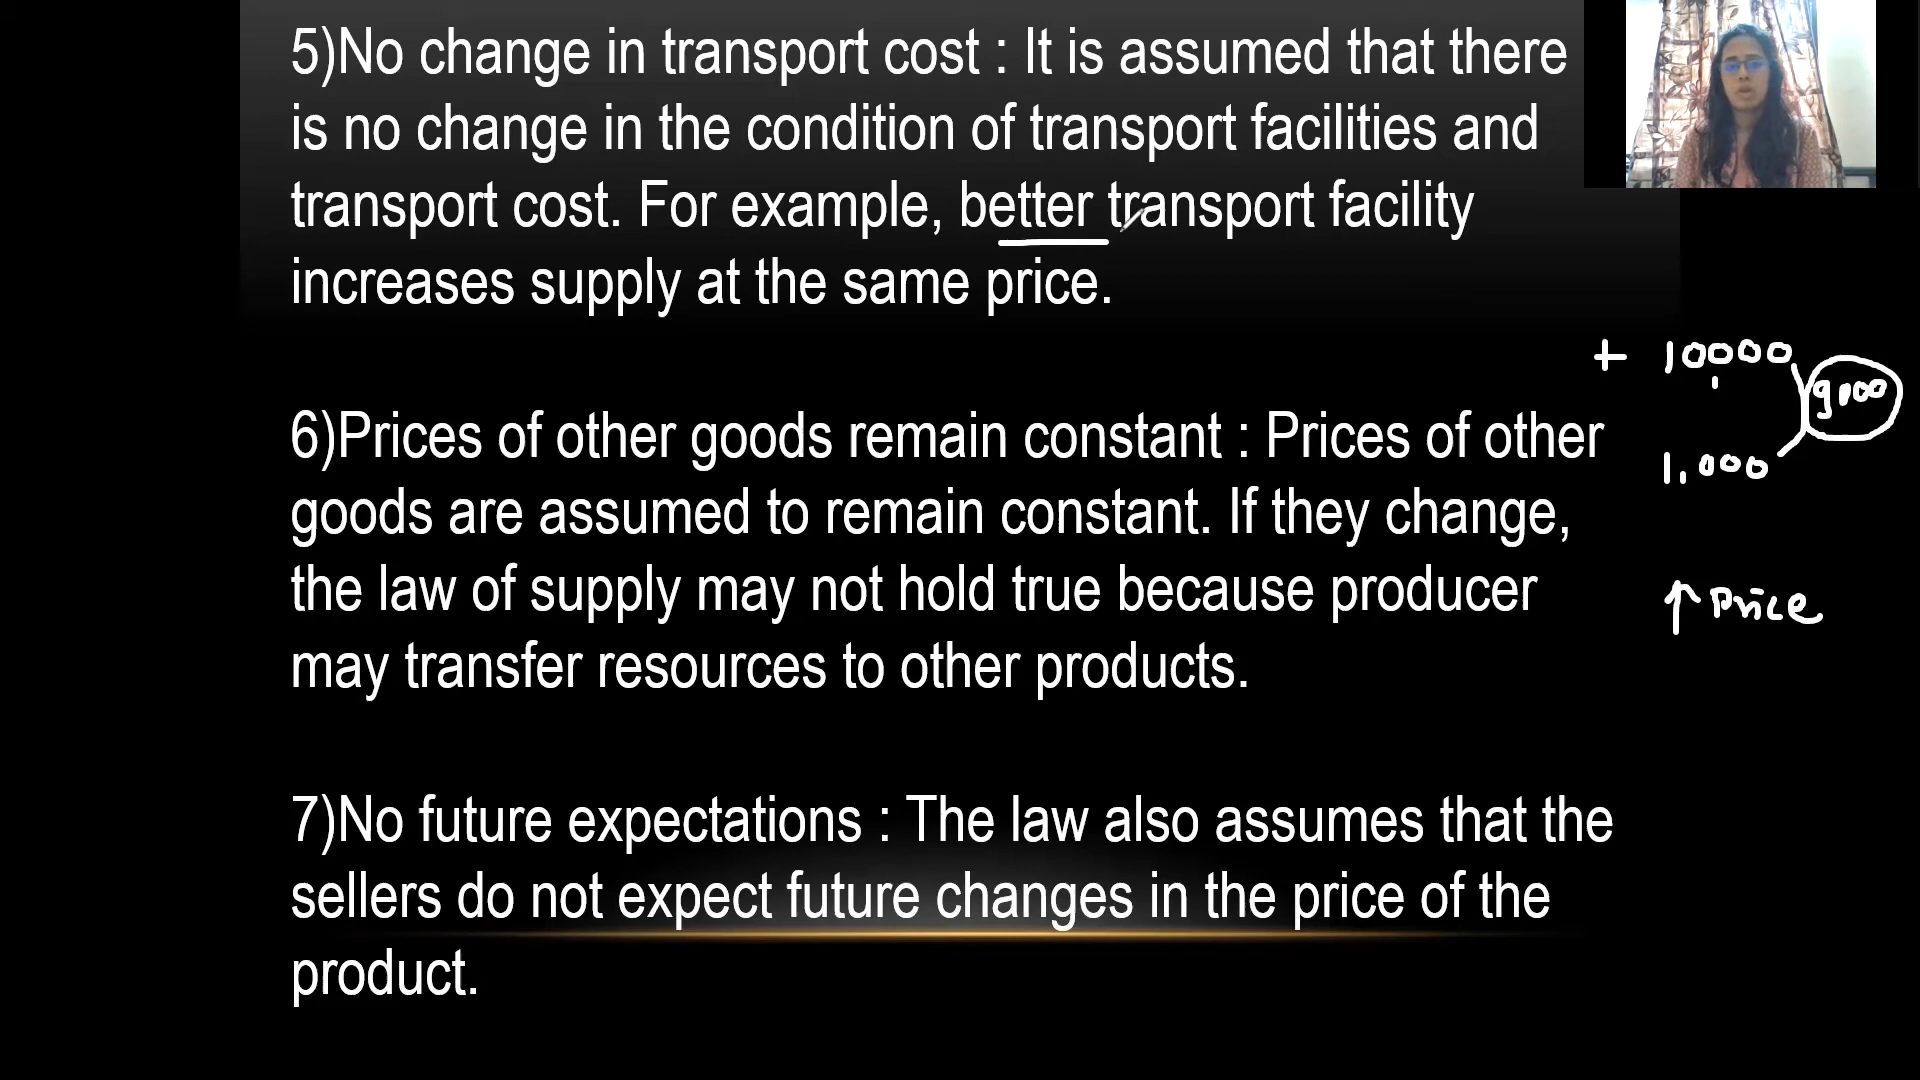 5)No change in transport cost : It is assumed that there
is no change in the condition of transport facilities and
transport cost. For example, better transport facility
increases supply at the same price.
+ 10000
9000
1,000
6)Prices of other goods remain constant : Prices of other
goods are assumed to remain constant. If they change,
the law of supply may not hold true because producer
may transfer resources to other products.
↑ Price
7)No future expectations : The law also assumes that the
sellers do not expect future changes in the price of the
product.